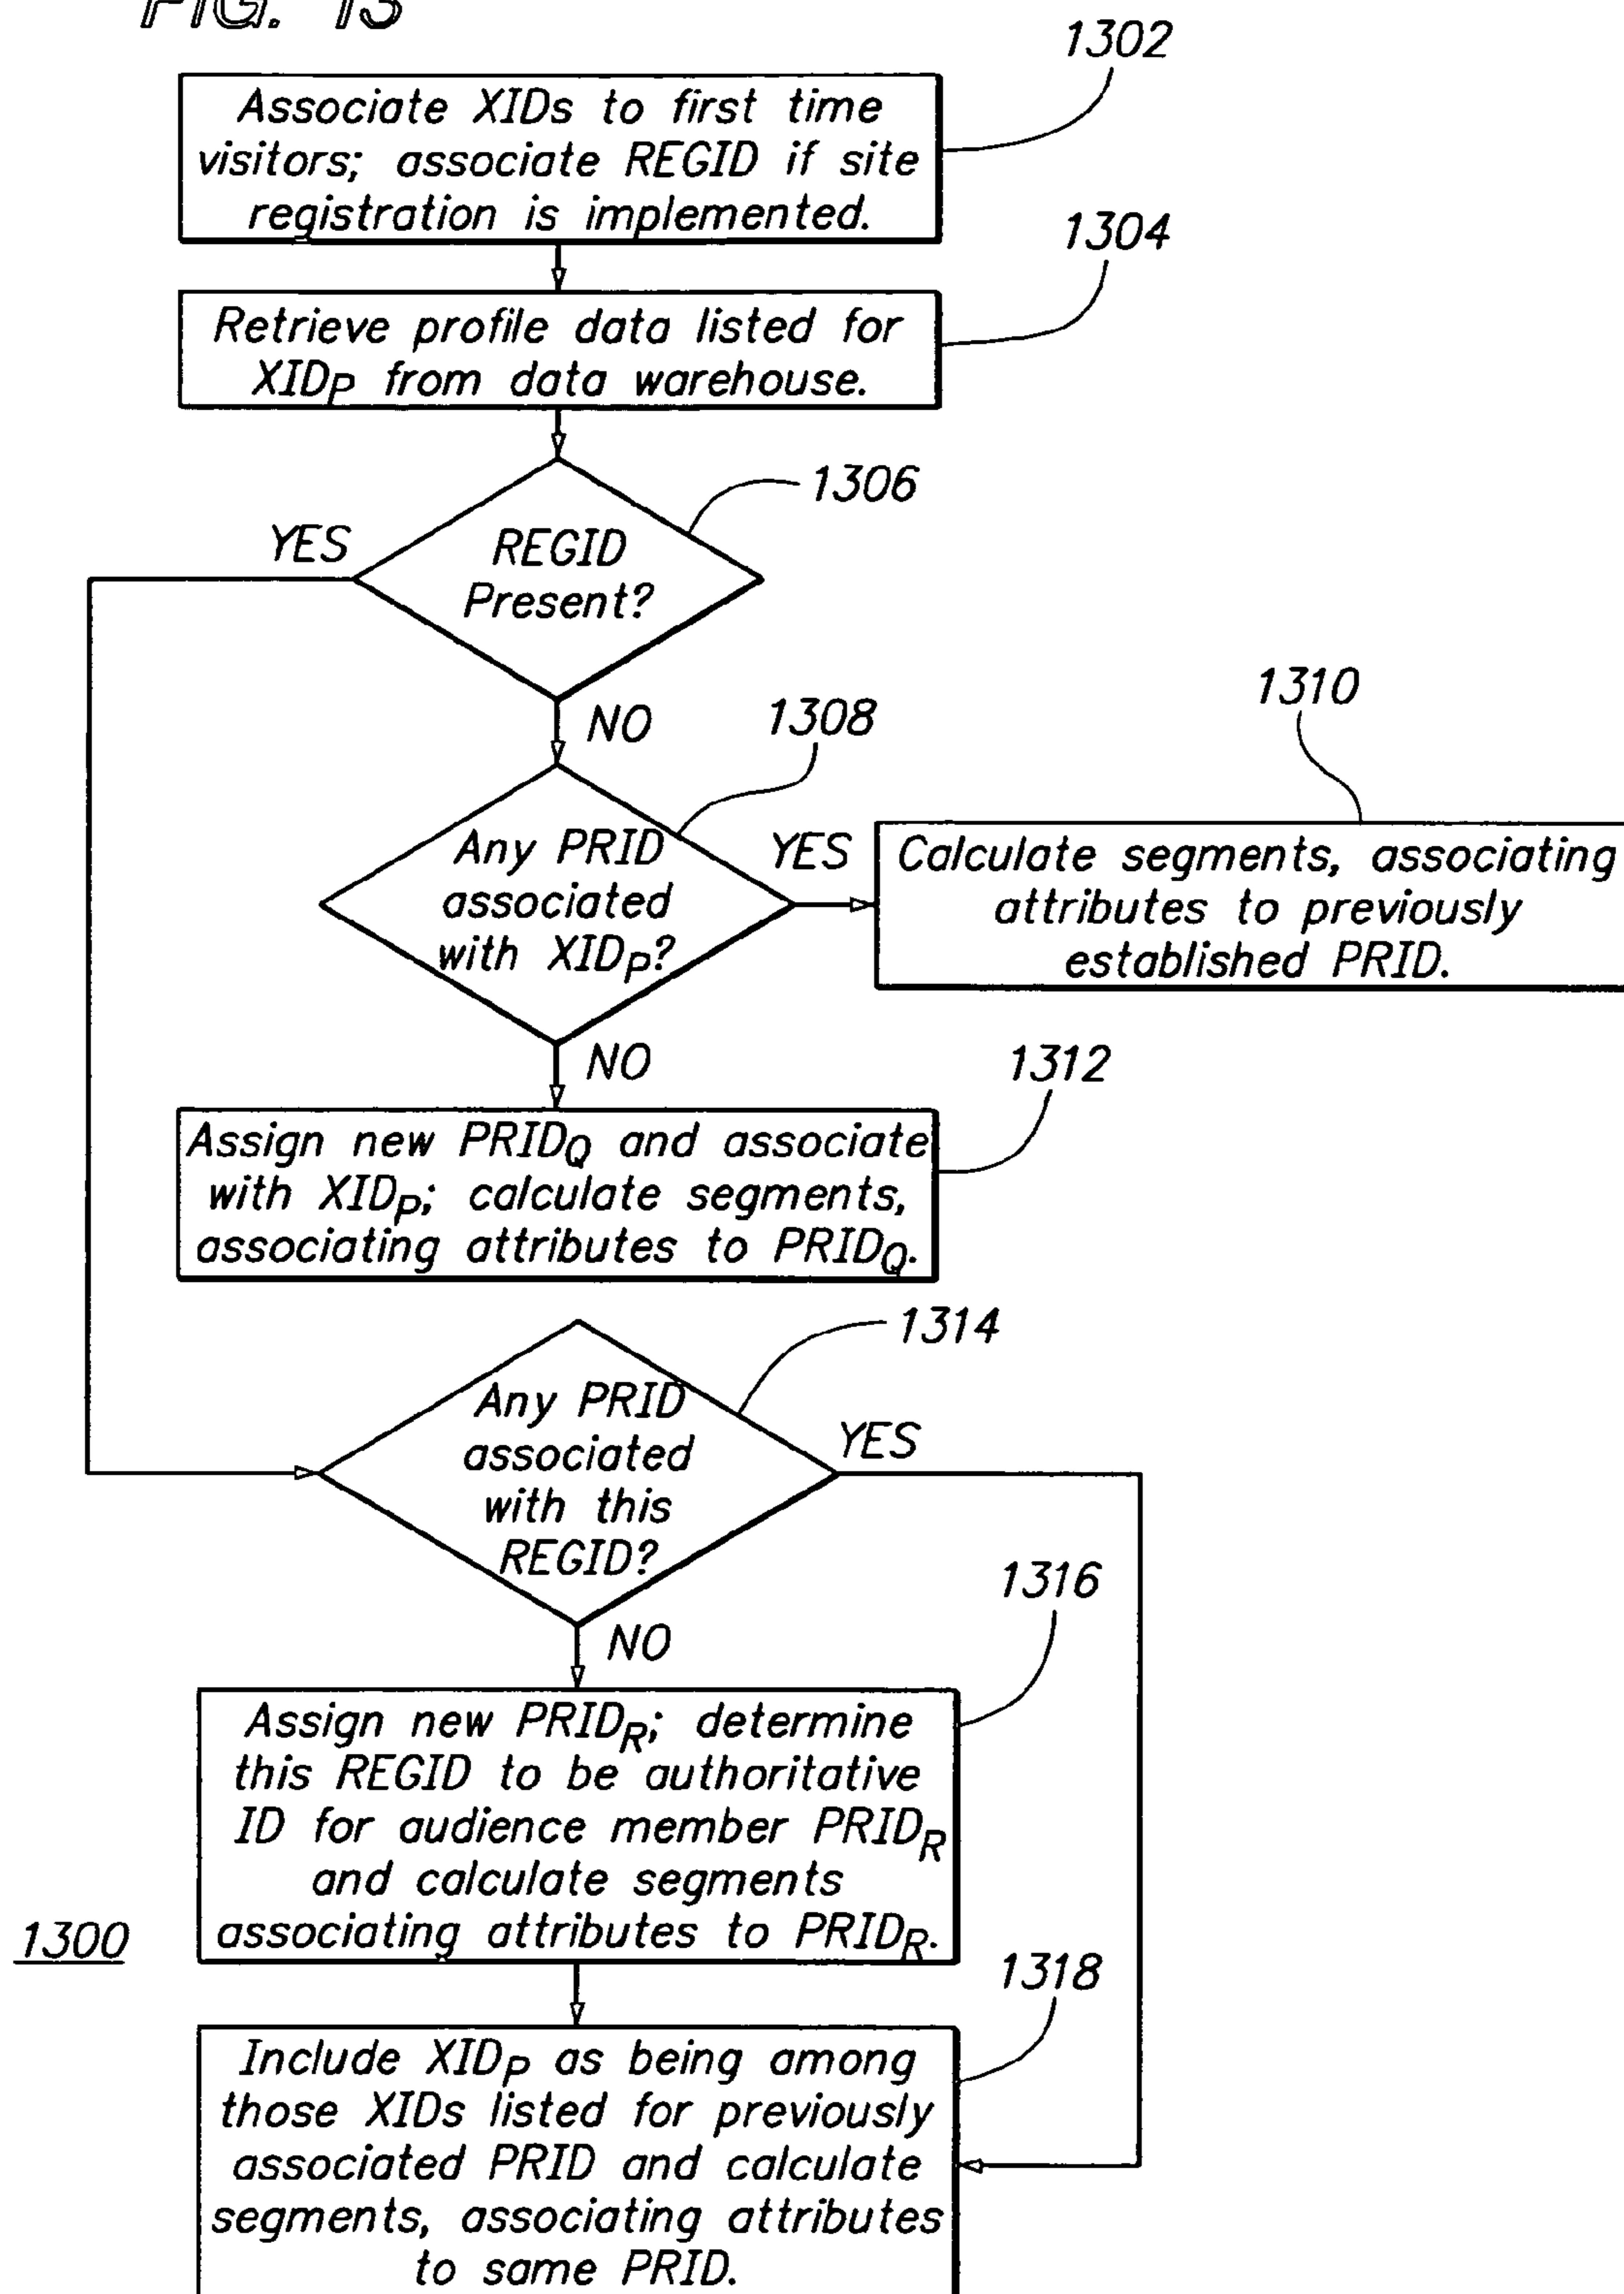 FIG. 13
1302
Associate XIDs to first time
visitors; associate REGID if site
registration is implemented.
1304
Retrieve profile data listed for
XIDP from data warehouse.
1306
YES
REGID
Present?
NO
1308
1310
Any PRID
associated
with XIDP?
YES
Calculate segments, associating
attributes to previously
established PRID.
NO
1312
Assign new PRIDQ and associate
with XIDP; calculate segments,
associating attributes to PRIDQ.
1314
Any PRID
associated
with this
REGID?
YES
NO
1316
Assign new PRIDR; determine
this REGID to be authoritative
ID for audience member PRIDR
and calculate segments
associating attributes to PRIDR.
1300
1318
Include XIDP as being among
those XIDs listed for previously
associated PRID and calculate
segments, associating attributes
to same PRID.